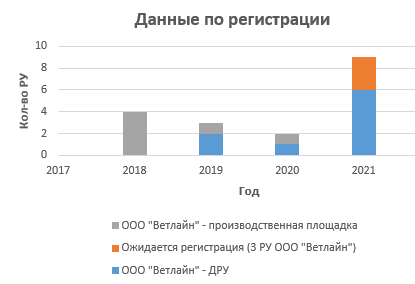 Данные по регистрации
10
8
6
4
2
0
Кол-во РУ
2017 2018 2019 2020 2021
Год
ООО "Ветлайн" - производственная площадка
Ожидается регистрация (3 РУ ООО "Ветлайн")
ООО "Ветлайн" - ДРУ